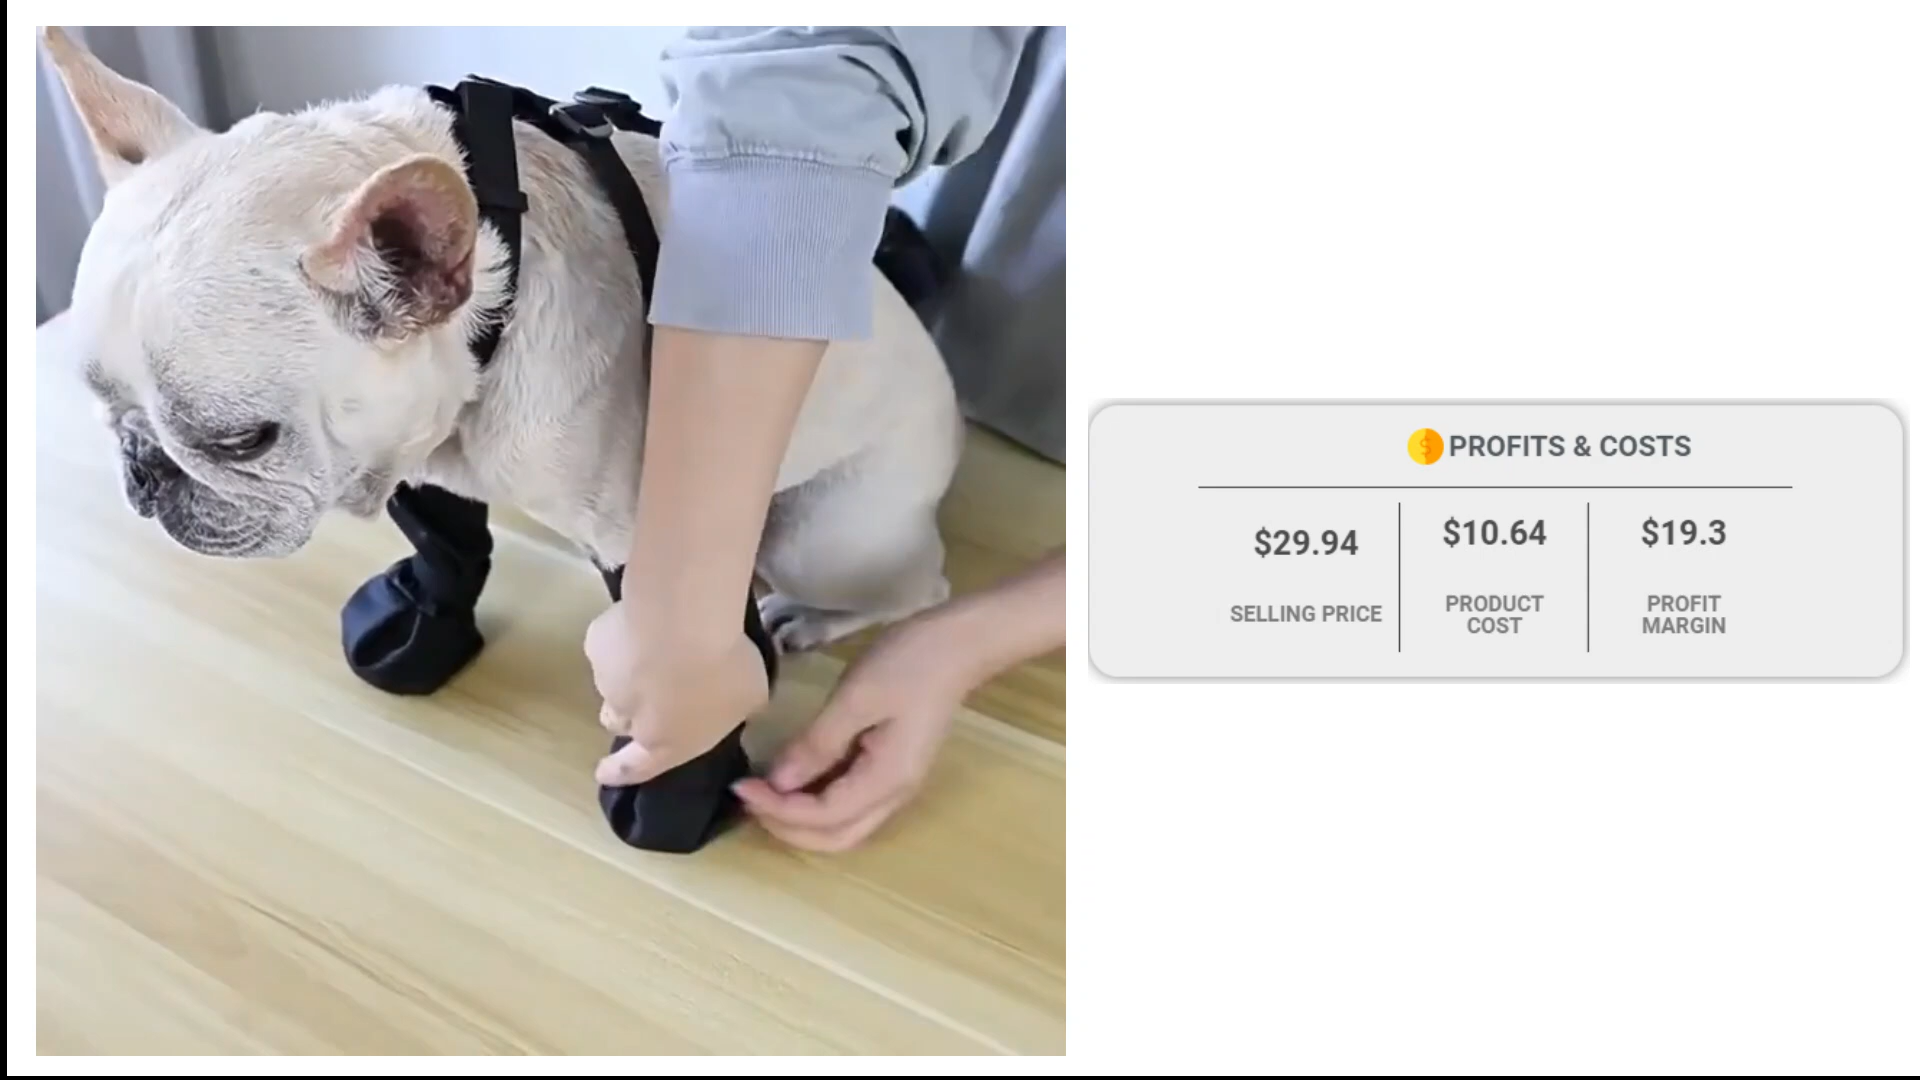 PROFITS & COSTS
$29.94
$10.64
$19.3
SELLING PRICE
PRODUCT
COST
PROFIT
MARGIN